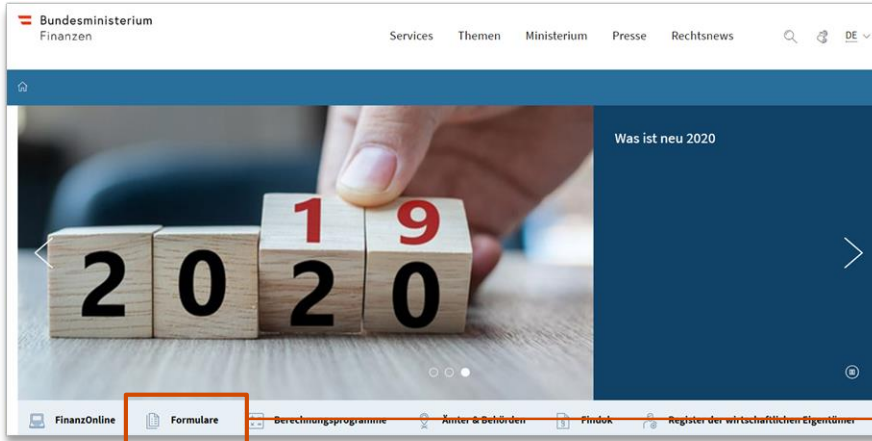 Bundesministerium
Finanzen
Services Themen Ministerium Presse Rechtsnews DE
Was ist neu 2020
19
2020
FinanzOnline Formulare Berechnungsprogramme Ämter & Behörden Findok Register der wirtschaftlichen Eigentümer